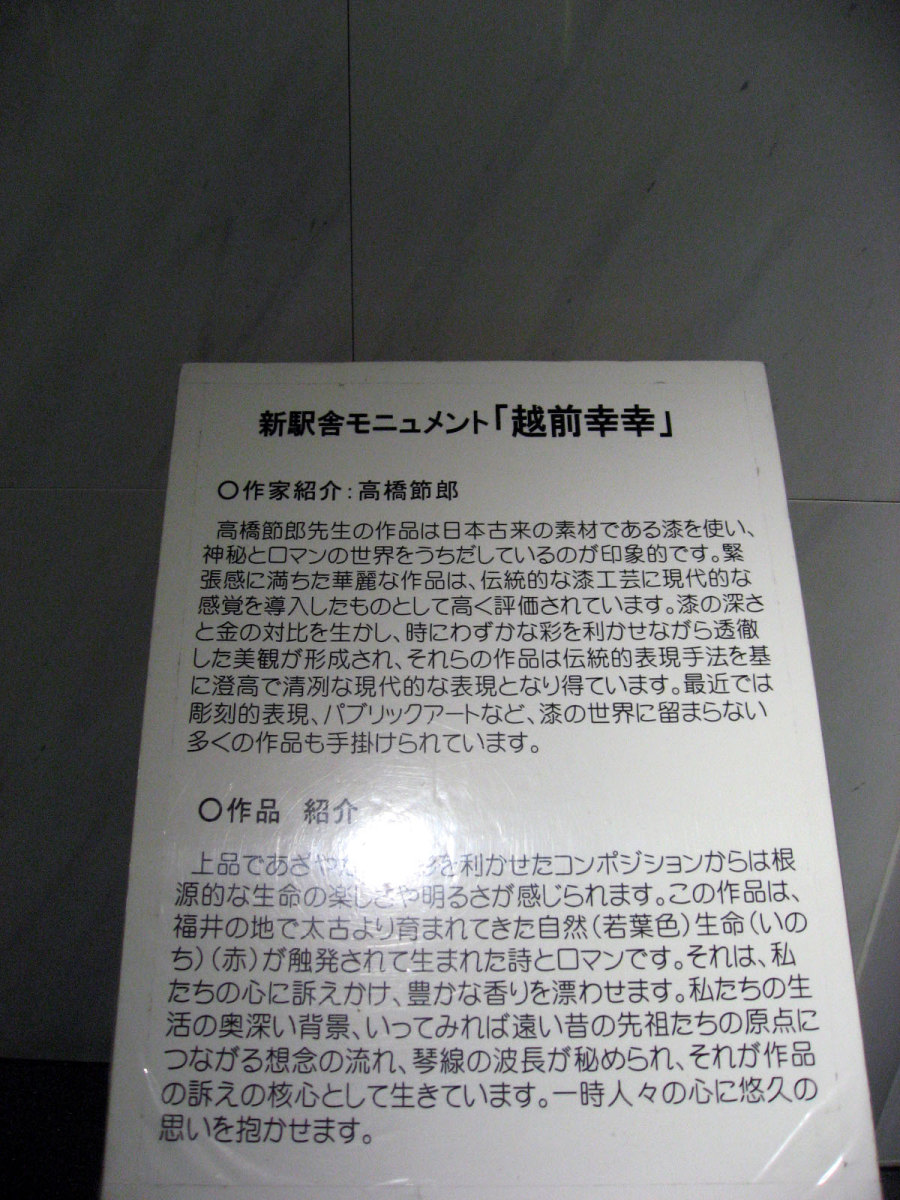 新駅舎モニュメント「越前幸幸」
○作家紹介:高橋節郎
高橋節郎先生の作品は日本古来の素材である漆を使い、
神秘とロマンの世界をうちだしているのが印象的です。緊
張感に満ちた華麗な作品は、伝統的な漆工芸に現代的な
感覚を導入したものとして高く評価されています。漆の深さ
と金の対比を生かし、時にわずかな彩を利かせながら透徹
した美観が形成され、それらの作品は伝統的表現手法を基
に澄高で清冽な現代的な表現となり得ています。最近では
彫刻的表現、パブリックアートなど、漆の世界に留まらない
多くの作品も手掛けられています。
○作品 紹介
上品であざやか を利かせたコンポジションからは根
源的な生命の楽しさや明るさが感じられます。この作品は、
福井の地で太古より育まれてきた自然(若葉色)生命(いの
ち)(赤)が触発されて生まれた詩とロマンです。それは、私
たちの心に訴えかけ、豊かな香りを漂わせます。私たちの生
活の奥深い背景、いってみれば遠い昔の先祖たちの原点に
つながる想念の流れ、琴線の波長が秘められ、それが作品
の訴えの核心として生きています。一時人々の心に悠久の
思いを抱かせます。